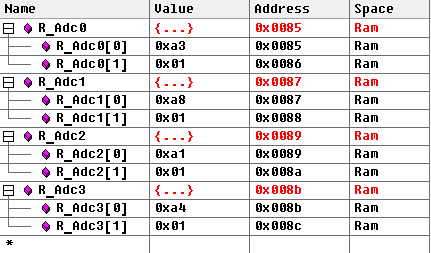 Name Value Address Space
R_Adc0 {...} 0x0085 Ram
R_Adc0[0] 0xa3 0x0085 Ram
R_Adc0[1] 0x01 0x0086 Ram
R_Adc1 {...} 0x0087 Ram
R_Adc1[0] 0xa8 0x0087 Ram
R_Adc1[1] 0x01 0x0088 Ram
R_Adc2 {...} 0x0089 Ram
R_Adc2[0] 0xa1 0x0089 Ram
R_Adc2[1] 0x01 0x008a Ram
R_Adc3 {...} 0x008b Ram
R_Adc3[0] 0xa4 0x008b Ram
R_Adc3[1] 0x01 0x008c Ram
*